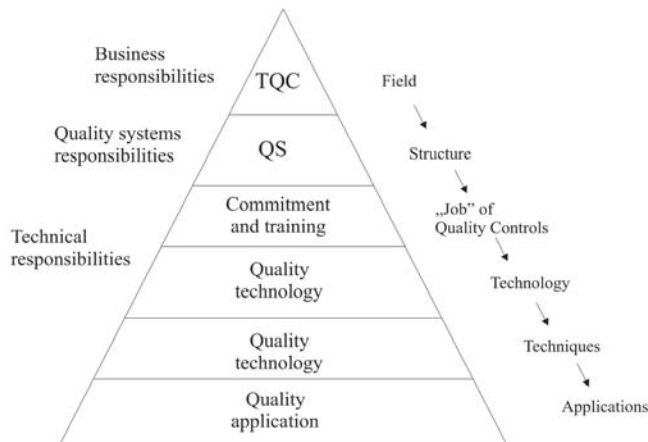 Business
responsibilities
TQC
Field
Quality systems
responsibilities
QS
Structure
Commitment
and training
„Job” of
Quality Controls
Technical
responsibilities
Quality
technology
Technology
Quality
technology
Techniques
Quality
application
Applications